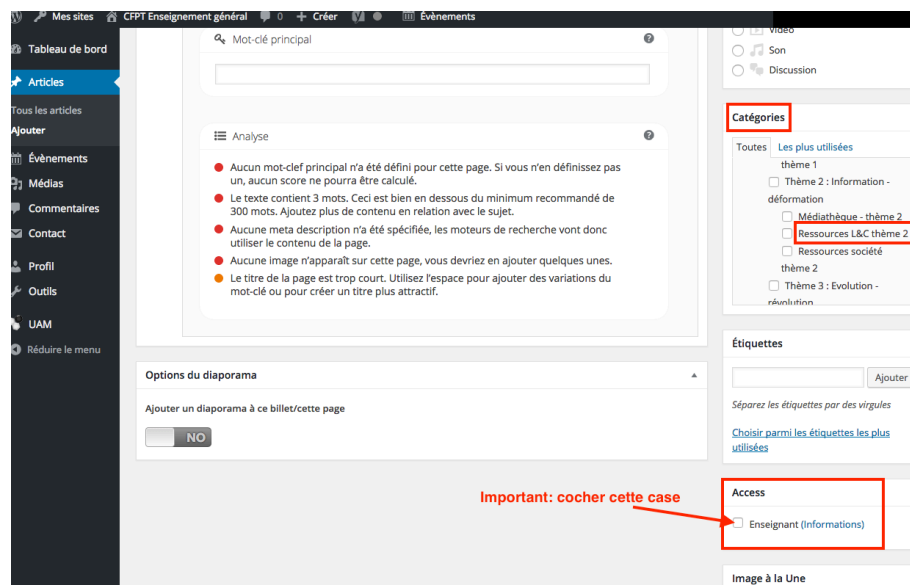 Mes sites CFPT Enseignement général 0 + Créer Évènements
Tableau de bord
Articles
Tous les articles
Ajouter
Évènements
Médias
Commentaires
Contact
Profil
Outils
UAM
Réduire le menu
Mot-clé principal
Analyse
Aucun mot-clef principal n'a été défini pour cette page. Si vous n'en définissez pas
un, aucun score ne pourra être calculé.
Le texte contient 3 mots. Ceci est bien en dessous du minimum recommandé de
300 mots. Ajoutez plus de contenu en relation avec le sujet.
Aucune meta description n'a été spécifiée, les moteurs de recherche vont donc
utiliser le contenu de la page.
Aucune image n'apparaît sur cette page, vous devriez en ajouter quelques unes.
Le titre de la page est trop court. Utilisez l'espace pour ajouter des variations du
mot-clé ou pour créer un titre plus attractif.
Options du diaporama
Ajouter un diaporama à ce billet/cette page
NO
Important: cocher cette case
Vidéo
Son
Discussion
Catégories
Toutes Les plus utilisées
thème 1
Thème 2 : Information -
déformation
Médiathèque - thème 2
Ressources L&C thème 2
Ressources société
thème 2
Thème 3 : Evolution -
révolution
Étiquettes
Ajouter
Séparez les étiquettes par des virgules
Choisir parmi les étiquettes les plus
utilisées
Access
Enseignant (Informations)
Image à la Une